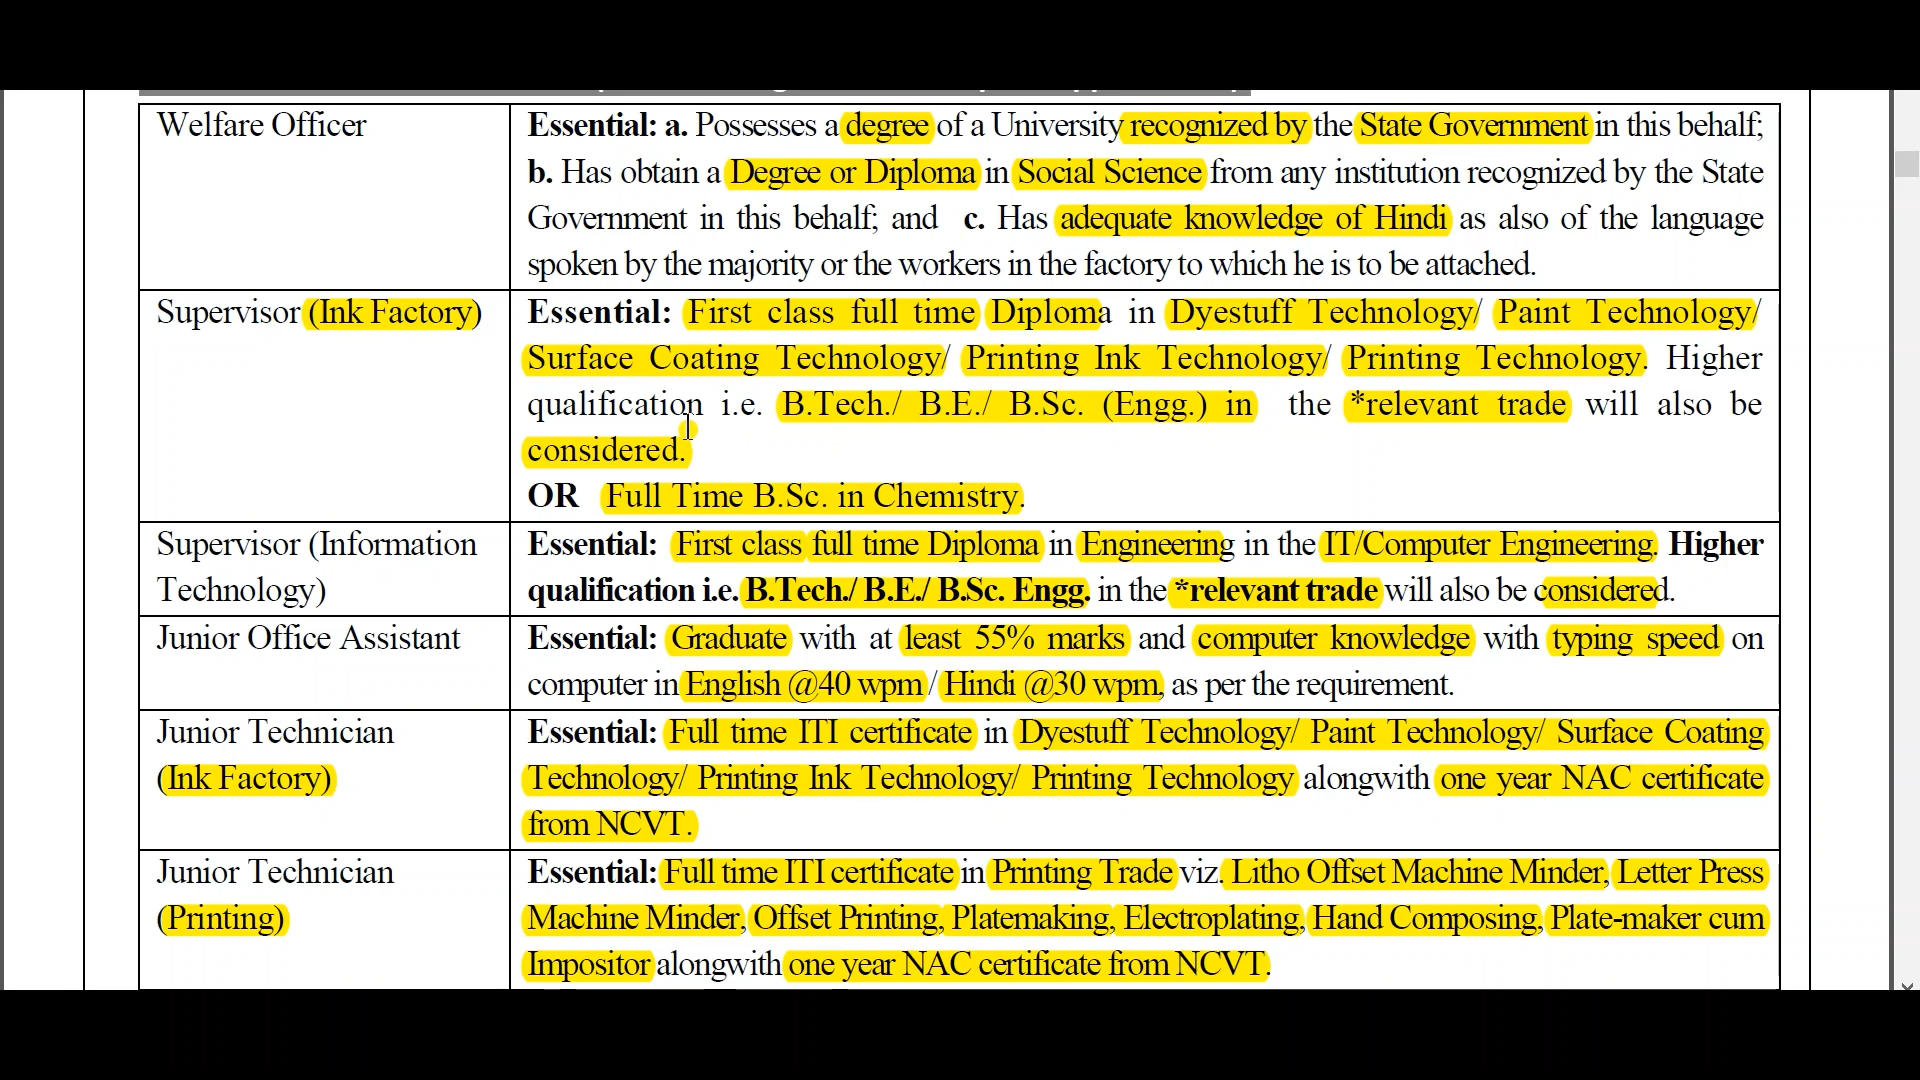 Welfare Officer
Essential: a. Possesses a degree of a University recognized by the State Government in this behalf;
b. Has obtain a Degree or Diploma in Social Science from any institution recognized by the State
Government in this behalf; and c. Has adequate knowledge of Hindi as also of the language
spoken by the majority or the workers in the factory to which he is to be attached.
Supervisor (Ink Factory)
Essential: First class full time Diploma in Dyestuff Technology/ Paint Technology/
Surface Coating Technology/ Printing Ink Technology/ Printing Technology. Higher
qualification i.e. B.Tech./ B.E./ B.Sc. (Engg.) in the *relevant trade will also be
considered.
OR Full Time B.Sc. in Chemistry.
Supervisor (Information
Technology)
Essential: First class full time Diploma in Engineering in the IT/Computer Engineering. Higher
qualification i.e. B.Tech./ B.E./ B.Sc. Engg. in the *relevant trade will also be considered.
Junior Office Assistant
Essential: Graduate with at least 55% marks and computer knowledge with typing speed on
computer in English @40 wpm / Hindi @30 wpm, as per the requirement.
Junior Technician
(Ink Factory)
Essential: Full time ITI certificate in Dyestuff Technology/ Paint Technology/ Surface Coating
Technology/ Printing Ink Technology/ Printing Technology alongwith one year NAC certificate
from NCVT.
Junior Technician
(Printing)
Essential: Full time ITI certificate in Printing Trade viz. Litho Offset Machine Minder, Letter Press
Machine Minder, Offset Printing, Platemaking, Electroplating, Hand Composing, Plate-maker cum
Impositor alongwith one year NAC certificate from NCVT.